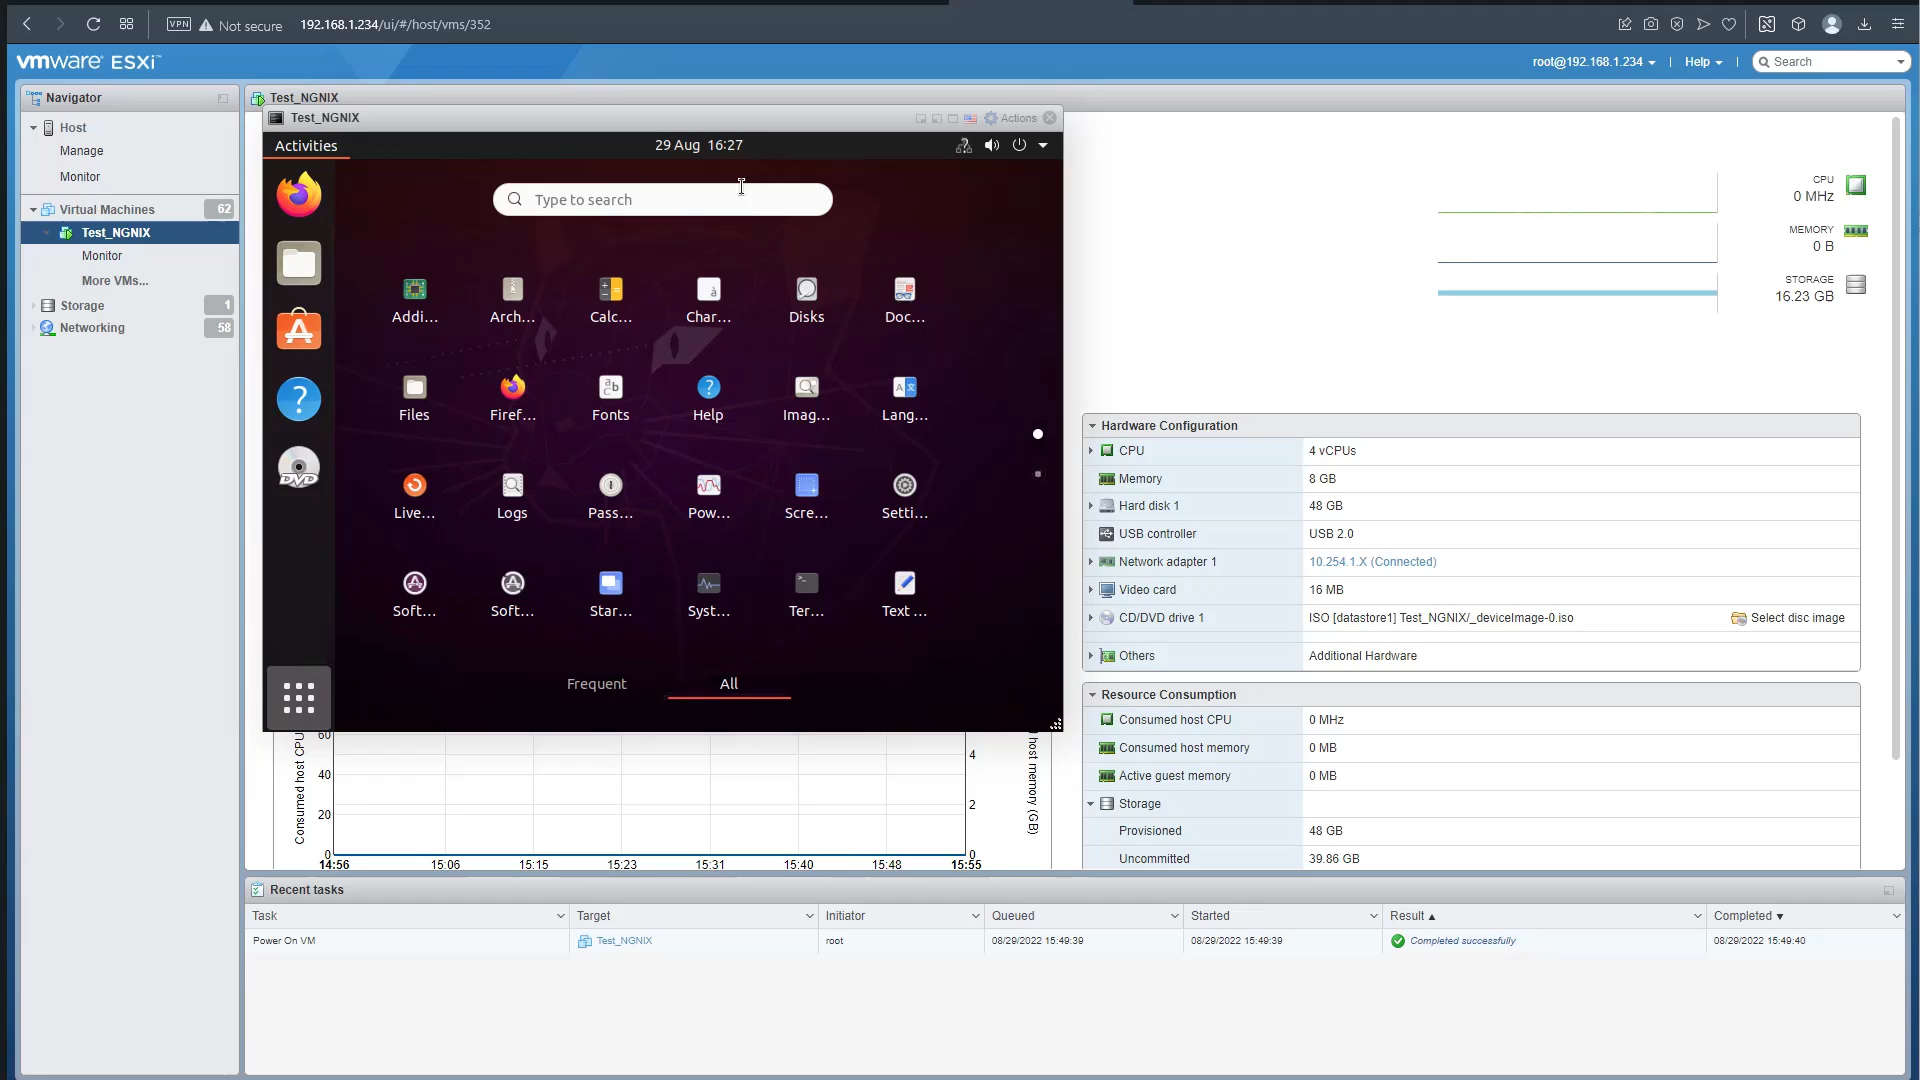 VPN Not secure 192.168.1.234/ui/#/host/vms/352
vmware ESXi™
root@192.168.1.234 | Help | Search
Navigator
Host
Manage
Monitor
Virtual Machines 62
Test_NGNIX
Monitor
More VMs...
Storage 1
Networking 58
Test_NGNIX
Test_NGNIX
Actions
Activities
29 Aug 16:27
Type to search
Addi...
Arch...
Calc...
Char...
Disks
Doc...
Files
Firef...
Fonts
Help
Imag...
Lang...
Live...
Logs
Pass...
Pow...
Scre...
Setti...
Soft...
Soft...
Star...
Syst...
Ter...
Text ...
DVD
Frequent
All
CPU
0 MHz
MEMORY
0 B
STORAGE
16.23 GB
Hardware Configuration
CPU 4 vCPUs
Memory 8 GB
Hard disk 1 48 GB
USB controller USB 2.0
Network adapter 1 10.254.1.X (Connected)
Video card 16 MB
CD/DVD drive 1 ISO [datastore1] Test_NGNIX/_deviceImage-0.iso Select disc image
Others Additional Hardware
Resource Consumption
Consumed host CPU 0 MHz
Consumed host memory 0 MB
Active guest memory 0 MB
Storage
Provisioned 48 GB
Uncommitted 39.86 GB
Consumed host CPU
60
40
20
0
4
2
0
host memory (GB)
14:56 15:06 15:15 15:23 15:31 15:40 15:48 15:55
Recent tasks
Task Target Initiator Queued Started Result Completed
Power On VM Test_NGNIX root 08/29/2022 15:49:39 08/29/2022 15:49:39 Completed successfully 08/29/2022 15:49:40